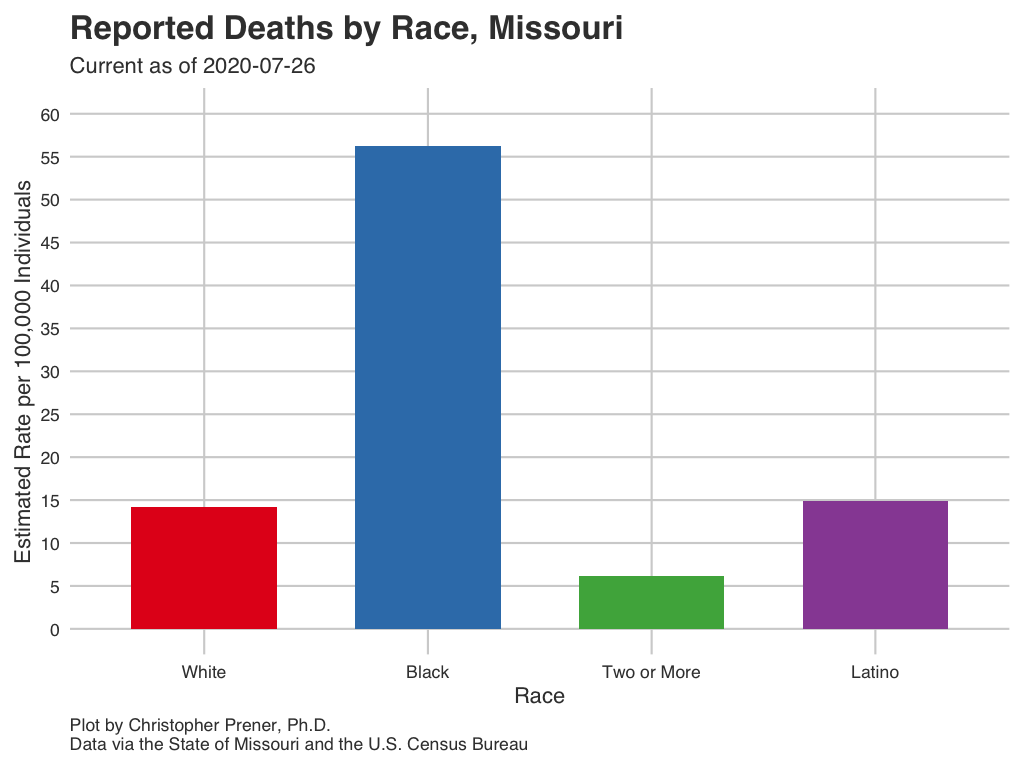 Reported Deaths by Race, Missouri
Current as of 2020-07-26
Estimated Rate per 100,000 Individuals
60
55
50
45
40
35
30
25
20
15
10
5
0
White Black Two or More Latino
Race
Plot by Christopher Prener, Ph.D.
Data via the State of Missouri and the U.S. Census Bureau